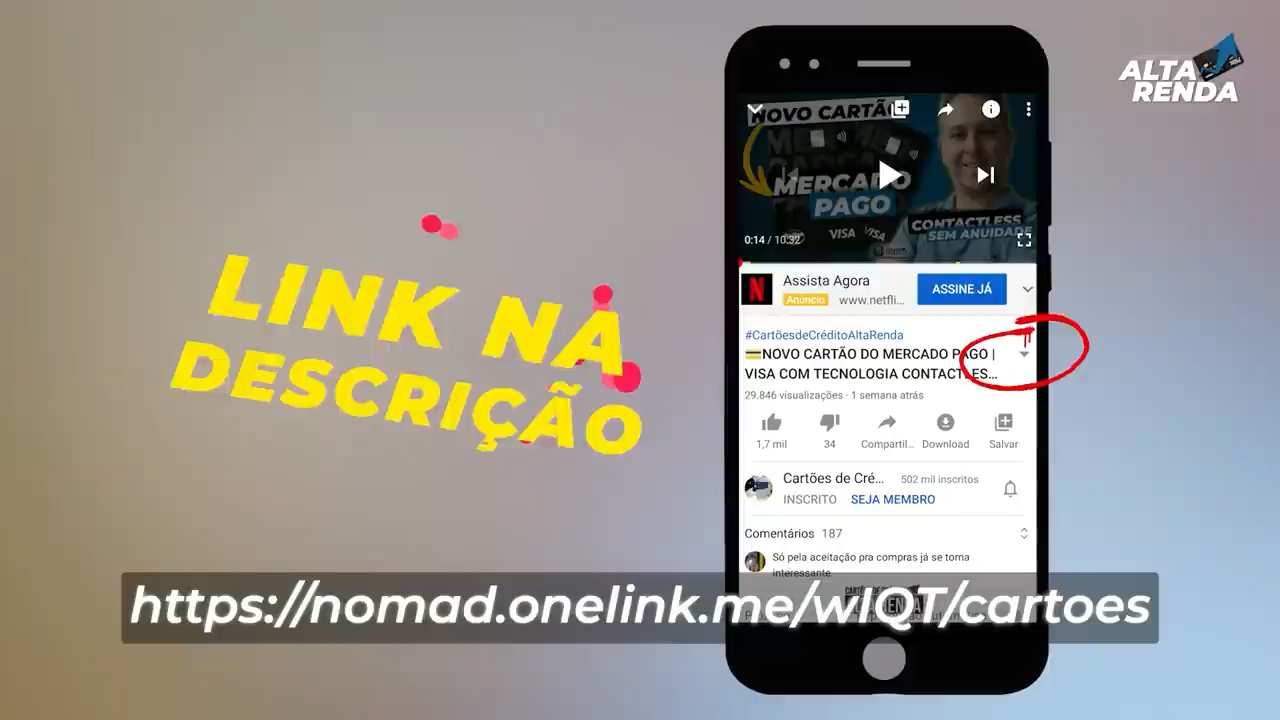 ALTA
RENDA
NOVO CARTÃO
MERCADO
PAGO
CONTACTLESS
SEM ANUIDADE
VISA VISA
0:14 / 10:32
Assista Agora
Anúncio www.netfli...
ASSINE JÁ
#CartõesdeCréditoAltaRenda
NOVO CARTÃO DO MERCADO PAGO |
VISA COM TECNOLOGIA CONTACTLES...
29.846 visualizações · 1 semana atrás
1,7 mil 34 Compartil... Download Salvar
Cartões de Cré... 502 mil inscritos
INSCRITO SEJA MEMBRO
Comentários 187
Só pela aceitação pra compras já se torna
interessante.
LINK NA
DESCRIÇÃO
https://nomad.onelink.me/wIQT/cartoes